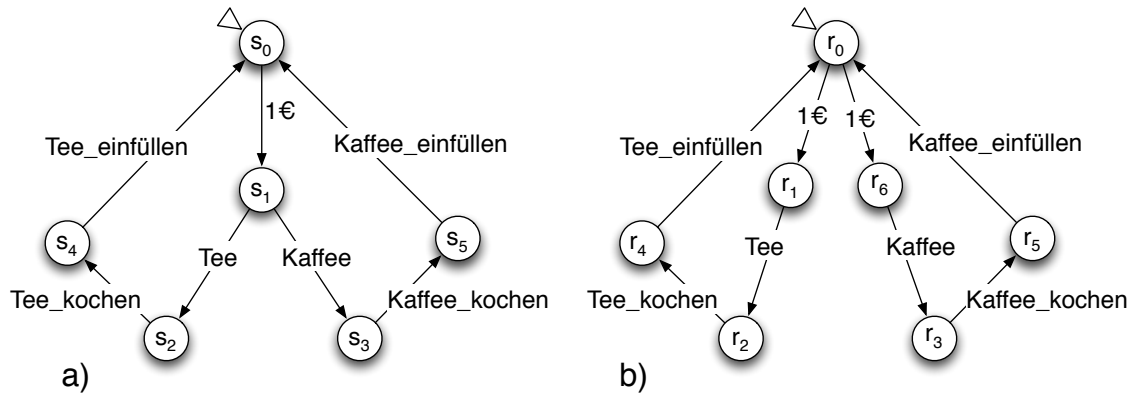 s0
1€
Tee_einfüllen
Kaffee_einfüllen
s1
s4
s5
Tee
Kaffee
Tee_kochen
Kaffee_kochen
s2
s3
a)
r0
1€
1€
Tee_einfüllen
Kaffee_einfüllen
r1
r6
r4
r5
Tee
Kaffee
Tee_kochen
Kaffee_kochen
r2
r3
b)